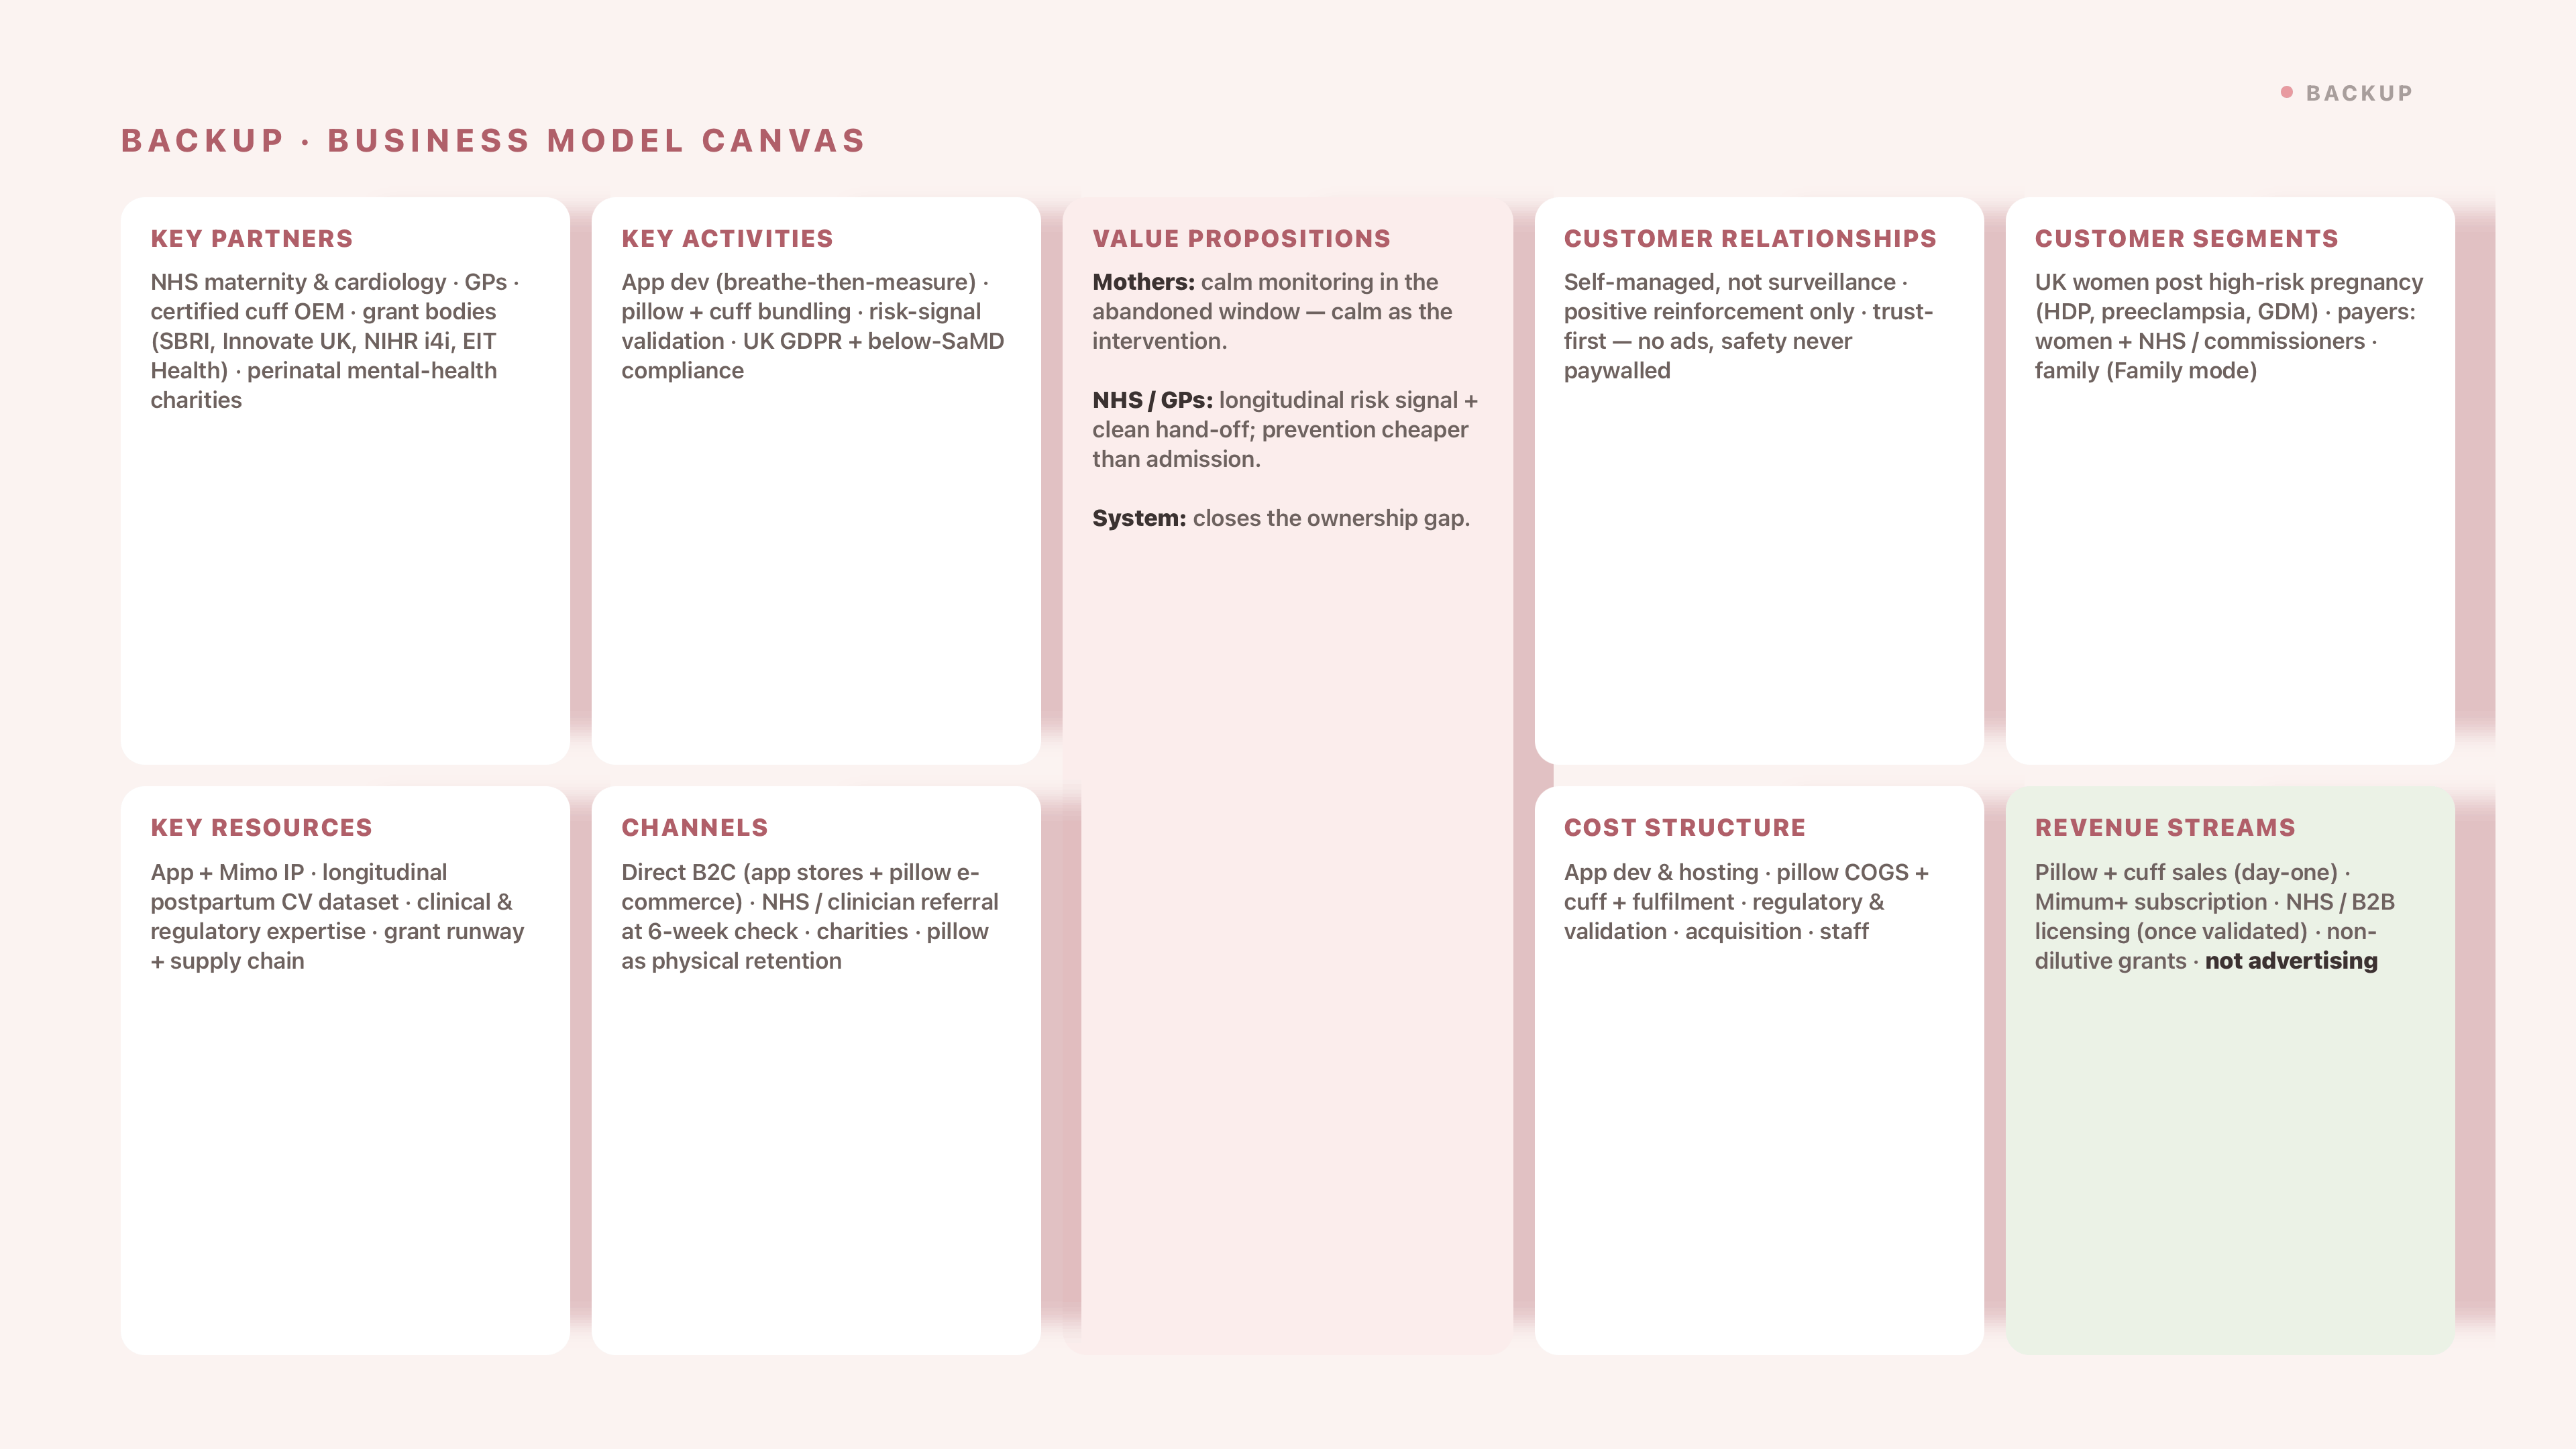 BACKUP
BACKUP · BUSINESS MODEL CANVAS
KEY PARTNERS
NHS maternity & cardiology · GPs ·
certified cuff OEM · grant bodies
(SBRI, Innovate UK, NIHR i4i, EIT
Health) · perinatal mental-health
charities
KEY ACTIVITIES
App dev (breathe-then-measure) ·
pillow + cuff bundling · risk-signal
validation · UK GDPR + below-SaMD
compliance
VALUE PROPOSITIONS
Mothers: calm monitoring in the
abandoned window — calm as the
intervention.
NHS / GPs: longitudinal risk signal +
clean hand-off; prevention cheaper
than admission.
System: closes the ownership gap.
CUSTOMER RELATIONSHIPS
Self-managed, not surveillance ·
positive reinforcement only · trust-
first — no ads, safety never
paywalled
CUSTOMER SEGMENTS
UK women post high-risk pregnancy
(HDP, preeclampsia, GDM) · payers:
women + NHS / commissioners ·
family (Family mode)
KEY RESOURCES
App + Mimo IP · longitudinal
postpartum CV dataset · clinical &
regulatory expertise · grant runway
+ supply chain
CHANNELS
Direct B2C (app stores + pillow e-
commerce) · NHS / clinician referral
at 6-week check · charities · pillow
as physical retention
COST STRUCTURE
App dev & hosting · pillow COGS +
cuff + fulfilment · regulatory &
validation · acquisition · staff
REVENUE STREAMS
Pillow + cuff sales (day-one) ·
Mimum+ subscription · NHS / B2B
licensing (once validated) · non-
dilutive grants · not advertising